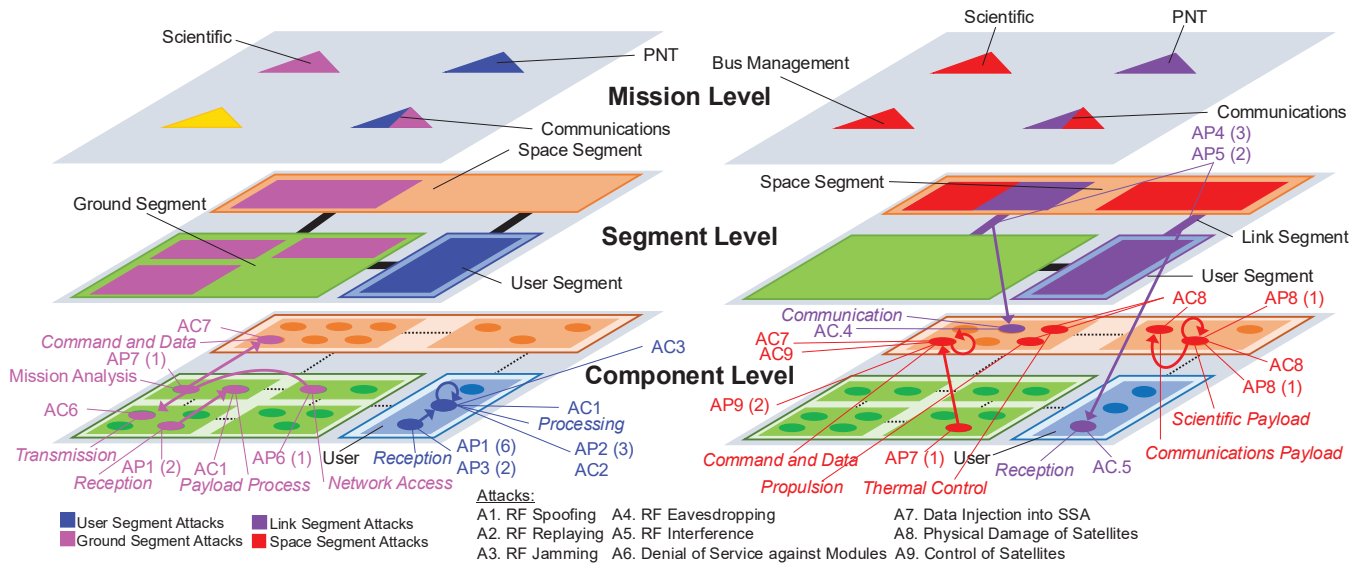 Scientific
PNT
Communications
Space Segment
Ground Segment
User Segment
AC7
Command and Data
AP7 (1)
Mission Analysis
AC6
Transmission
AP1 (2)
Reception
AC1
Payload Process
AP6 (1)
Network Access
User
Reception
AP1 (6)
AP3 (2)
AC3
AC1
Processing
AP2 (3)
AC2
Mission Level
Segment Level
Component Level
Scientific
PNT
Bus Management
Communications
AP4 (3)
AP5 (2)
Space Segment
Link Segment
User Segment
Communication
AC.4
AC8
AP8 (1)
AC7
AC9
AP9 (2)
AC8
AP8 (1)
Scientific Payload
Communications Payload
Command and Data
Propulsion
AP7 (1)
Thermal Control
User
Reception
AC.5
User Segment Attacks
Link Segment Attacks
Ground Segment Attacks
Space Segment Attacks
Attacks:
A1. RF Spoofing A4. RF Eavesdropping A7. Data Injection into SSA
A2. RF Replaying A5. RF Interference A8. Physical Damage of Satellites
A3. RF Jamming A6. Denial of Service against Modules A9. Control of Satellites